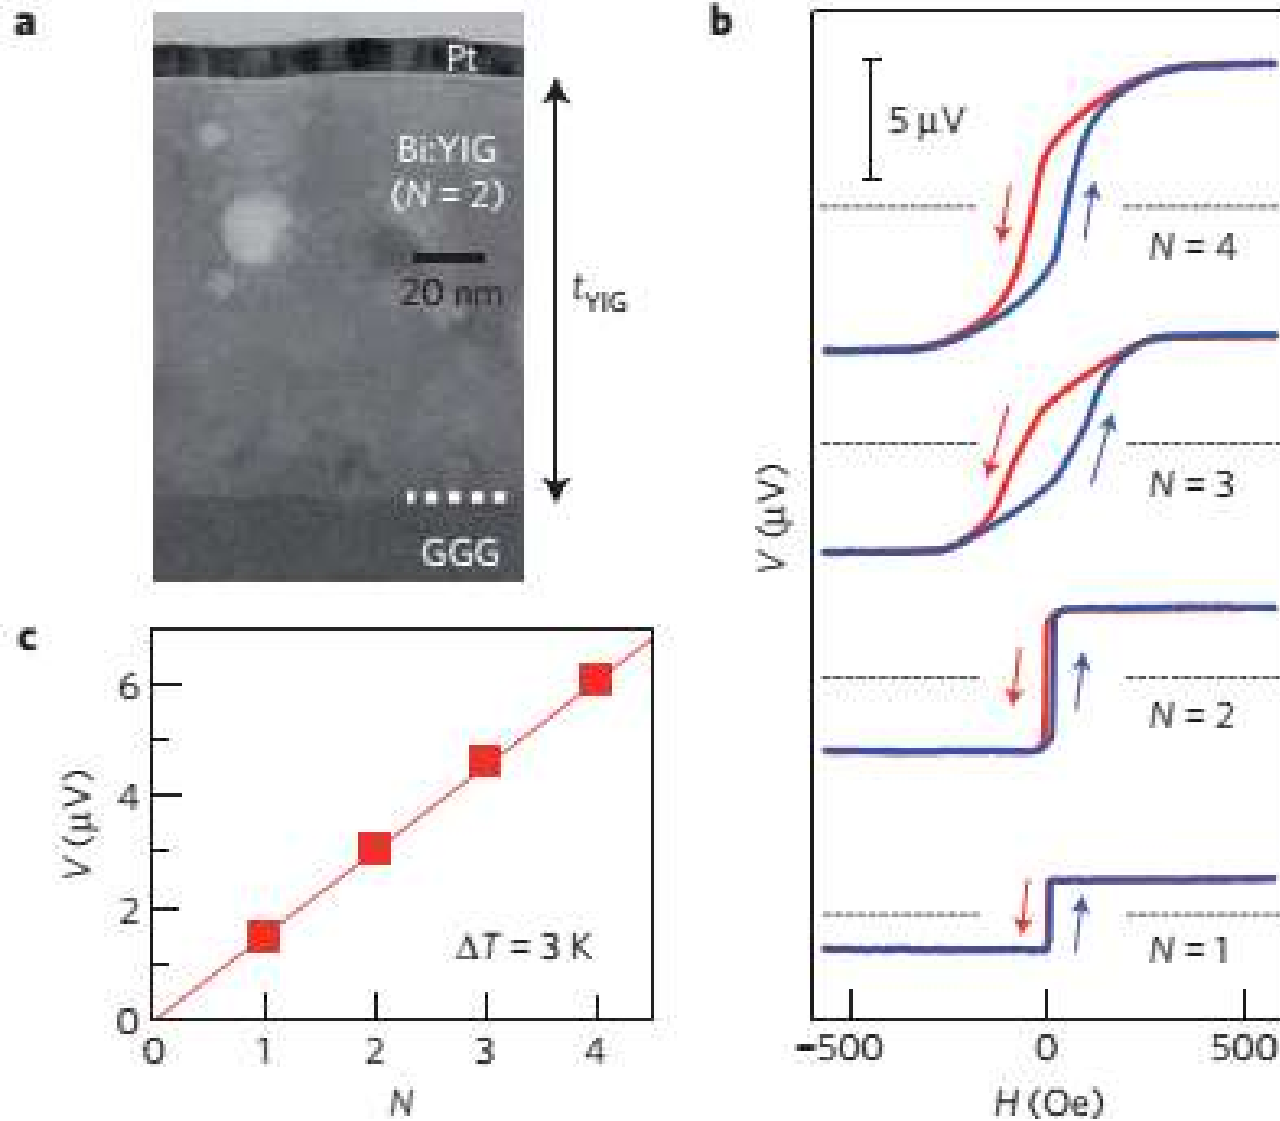 a
Pt
Bi:YIG
(N = 2)
20 nm
tYIG
GGG
b
5 µV
N = 4
N = 3
N = 2
N = 1
V (µV)
−500 0 500
H (Oe)
c
6
4
2
0
V (µV)
ΔT = 3 K
0 1 2 3 4
N